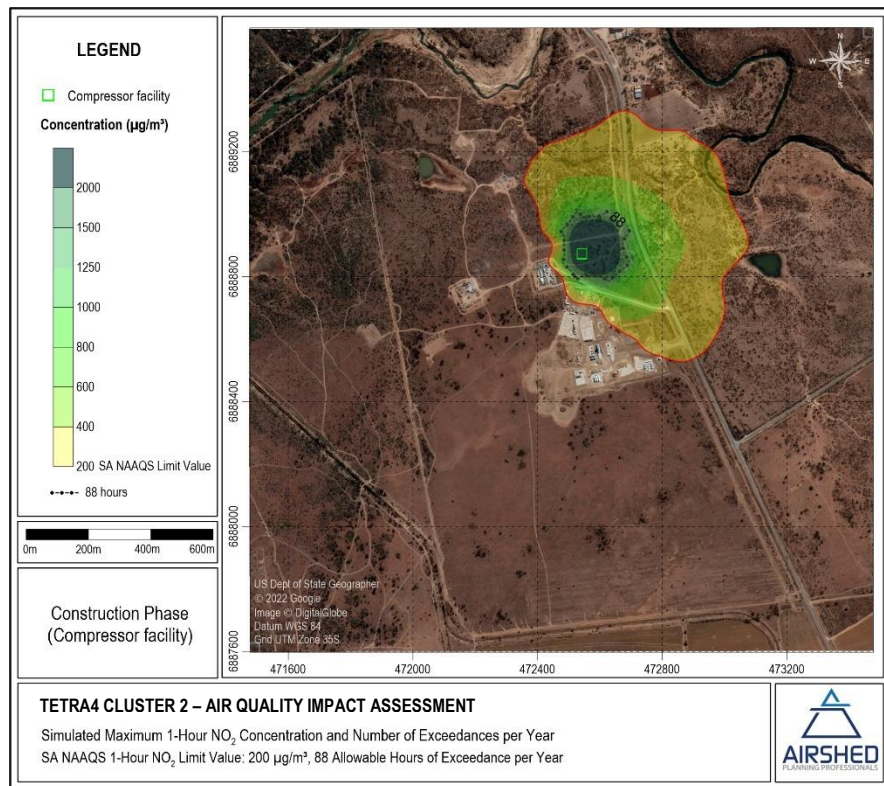 LEGEND
Compressor facility
Concentration (µg/m³)
2000
1500
1250
1000
800
600
400
200 SA NAAQS Limit Value
88 hours
0m 200m 400m 600m
Construction Phase
(Compressor facility)
N
W E
S
88
6889200
6888800
6888400
6888000
6887600
471600 472000 472400 472800 473200
US Dept of State Geographer
© 2022 Google
Image © DigitalGlobe
Datum WGS 84
Grid UTM Zone 35S
TETRA4 CLUSTER 2 – AIR QUALITY IMPACT ASSESSMENT
Simulated Maximum 1-Hour NO₂ Concentration and Number of Exceedances per Year
SA NAAQS 1-Hour NO₂ Limit Value: 200 µg/m³, 88 Allowable Hours of Exceedance per Year
AIRSHED
PLANNING PROFESSIONALS